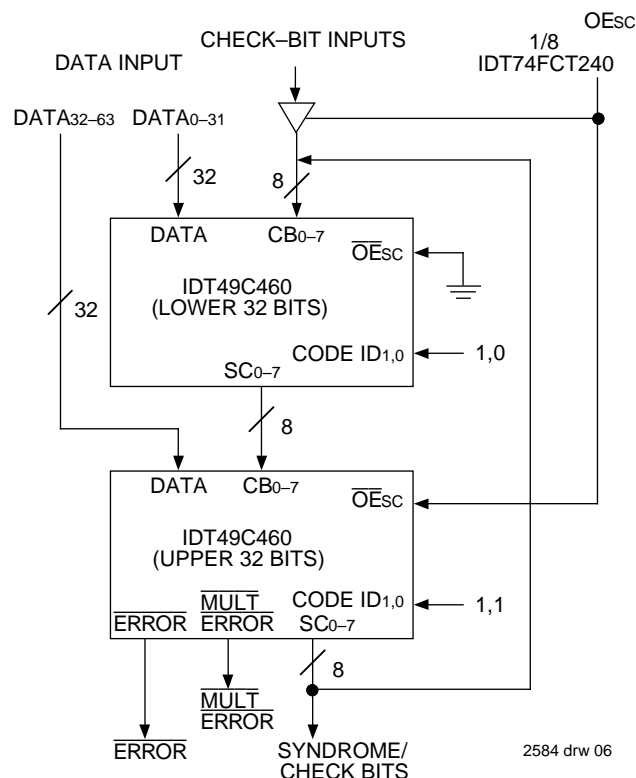 OESC
CHECK–BIT INPUTS
1/8
IDT74FCT240
DATA INPUT
DATA32–63 DATA0–31
32
8
DATA CB0–7
OESC
IDT49C460
(LOWER 32 BITS)
32
CODE ID1,0
1,0
SC0–7
8
DATA CB0–7
OESC
IDT49C460
(UPPER 32 BITS)
CODE ID1,0
1,1
ERROR
MULT
ERROR
SC0–7
8
MULT
ERROR
ERROR
SYNDROME/
CHECK BITS
2584 drw 06